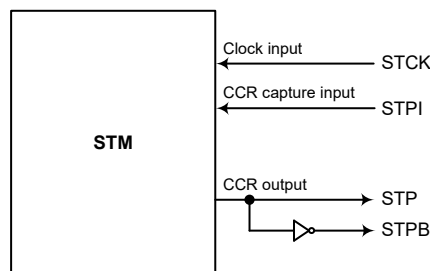 Clock input
STCK
CCR capture input
STPI
STM
CCR output
STP
STPB